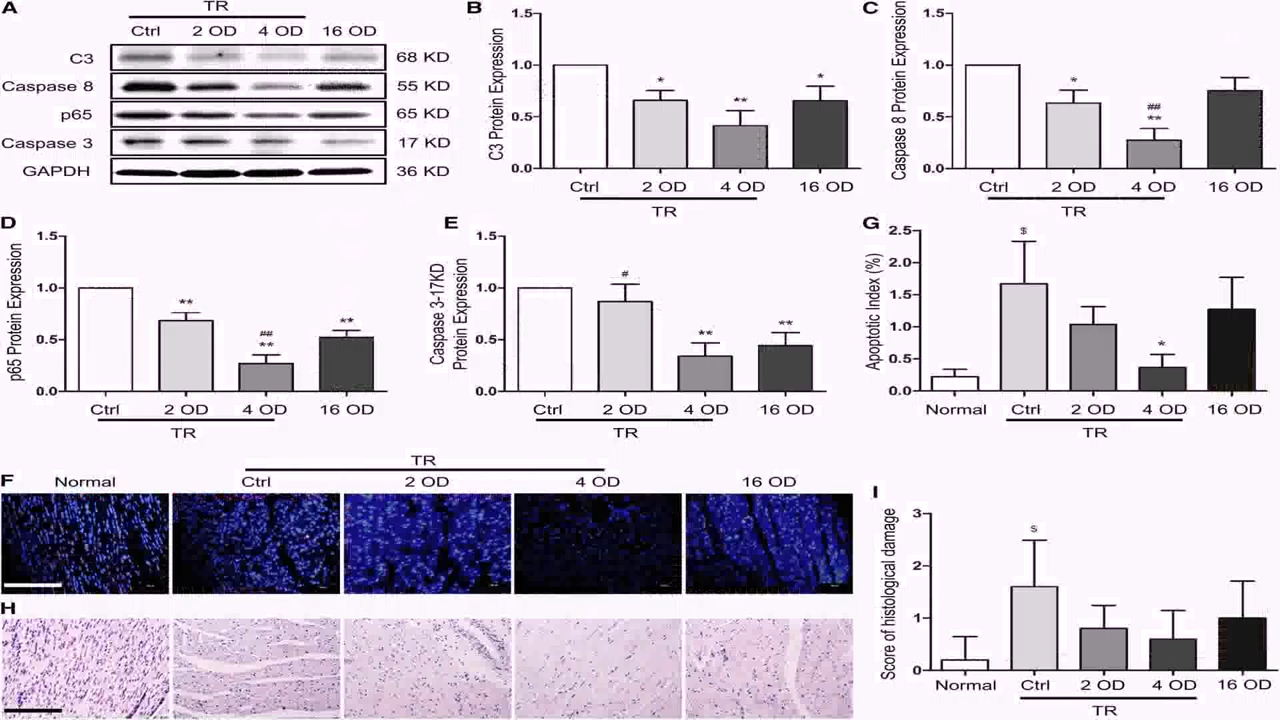 A
TR
Ctrl 2 OD 4 OD 16 OD
C3 68 KD
Caspase 8 55 KD
p65 65 KD
Caspase 3 17 KD
GAPDH 36 KD
B
C3 Protein Expression
1.5
1.0
0.5
0.0
* ** *
Ctrl 2 OD 4 OD 16 OD
TR
C
Caspase 8 Protein Expression
1.5
1.0
0.5
0.0
* ## **
Ctrl 2 OD 4 OD 16 OD
TR
D
p65 Protein Expression
1.5
1.0
0.5
0.0
** ## ** **
Ctrl 2 OD 4 OD 16 OD
TR
E
Caspase 3-17KD
Protein Expression
1.5
1.0
0.5
0.0
# ** **
Ctrl 2 OD 4 OD 16 OD
TR
G
Apoptotic Index (%)
2.5
2.0
1.5
1.0
0.5
0.0
$ *
Normal Ctrl 2 OD 4 OD 16 OD
TR
F
TR
Normal Ctrl 2 OD 4 OD 16 OD
H
I
Score of histological damage
3
2
1
0
$
Normal Ctrl 2 OD 4 OD 16 OD
TR